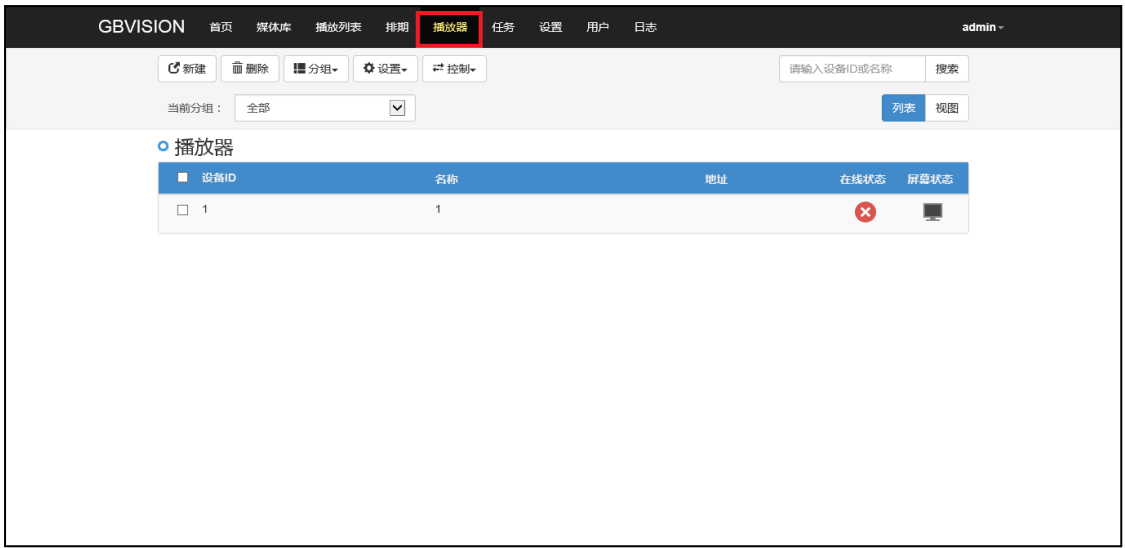 GBVISION 首页 媒体库 播放列表 排期 播放器 任务 设置 用户 日志 admin
新建 删除 分组 设置 控制 请输入设备ID或名称 搜索
当前分组： 全部 列表 视图
播放器
设备ID 名称 地址 在线状态 屏幕状态
1 1